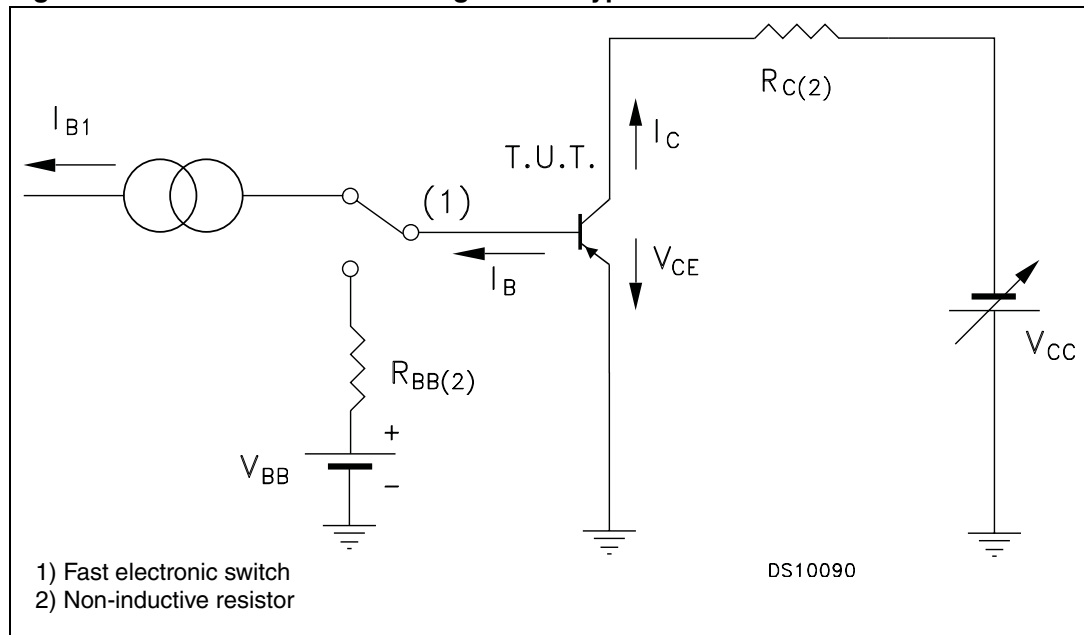 I_B1
R_C(2)
I_C
T.U.T.
(1)
V_CE
I_B
V_CC
R_BB(2)
+
V_BB
−
1) Fast electronic switch
2) Non-inductive resistor
DS10090